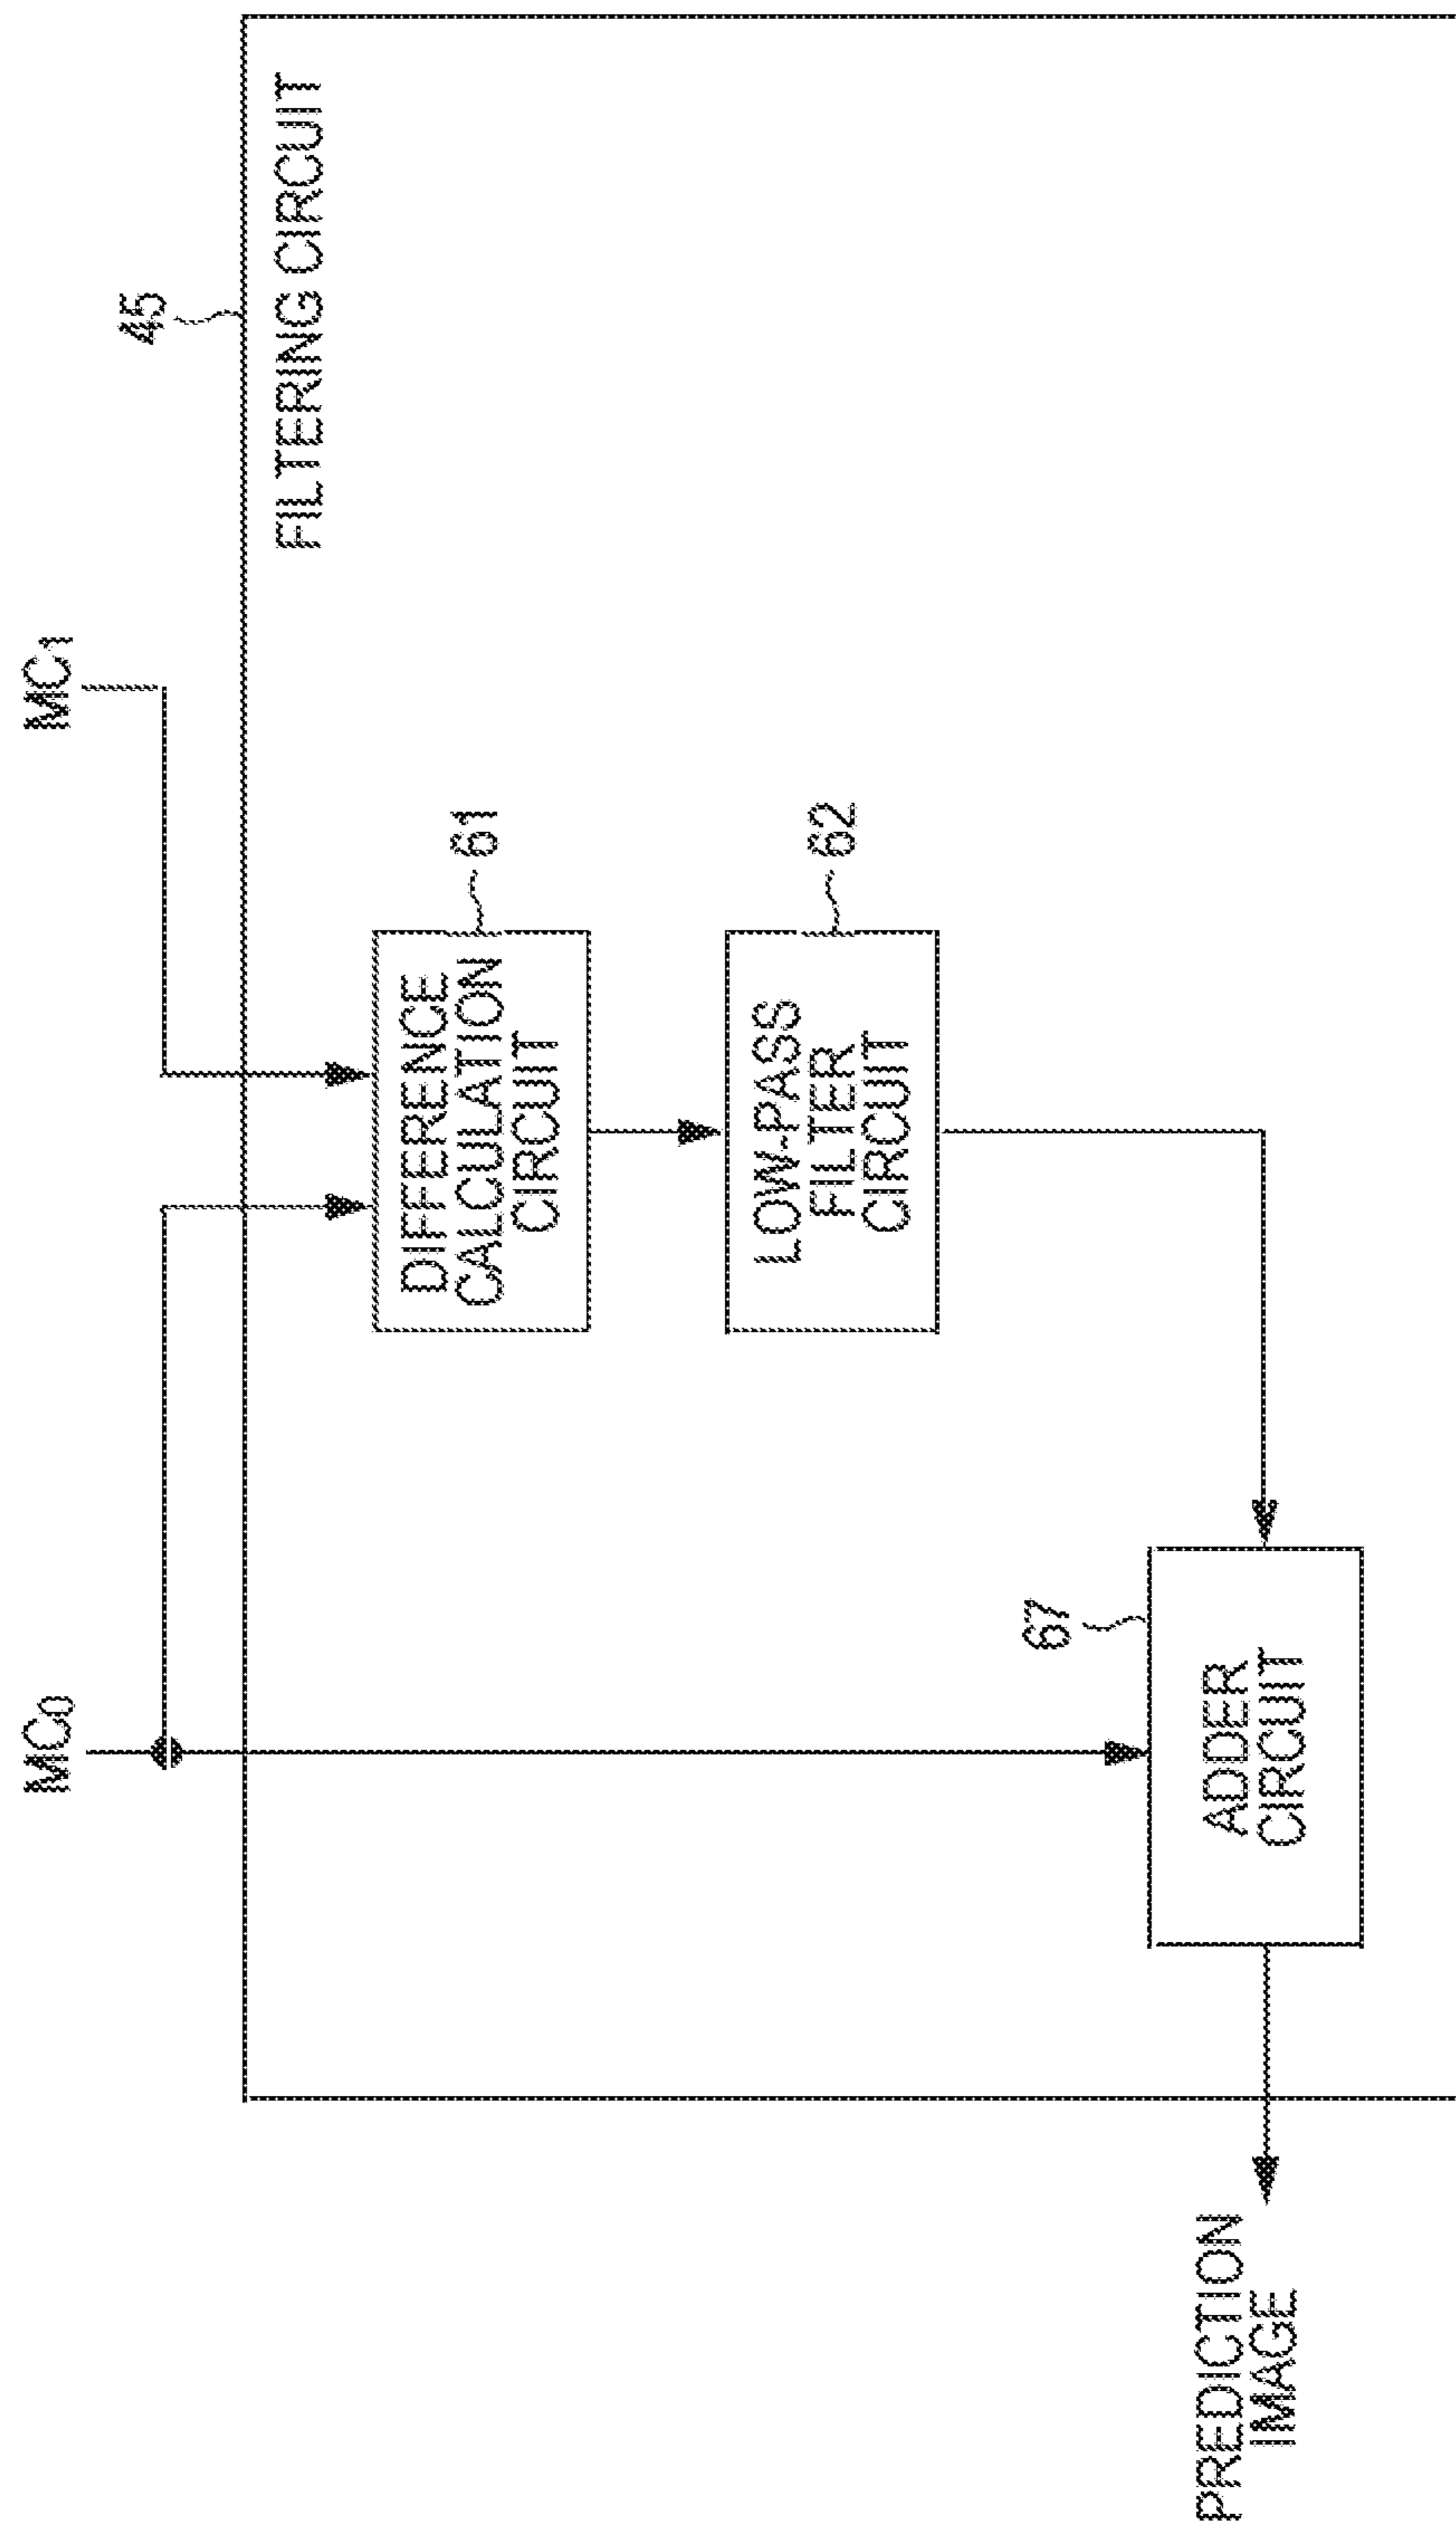 MC0
MC1
45
FILTERING CIRCUIT
61
DIFFERENCE
CALCULATION
CIRCUIT
62
LOW-PASS
FILTER
CIRCUIT
67
ADDER
CIRCUIT
PREDICTION
IMAGE